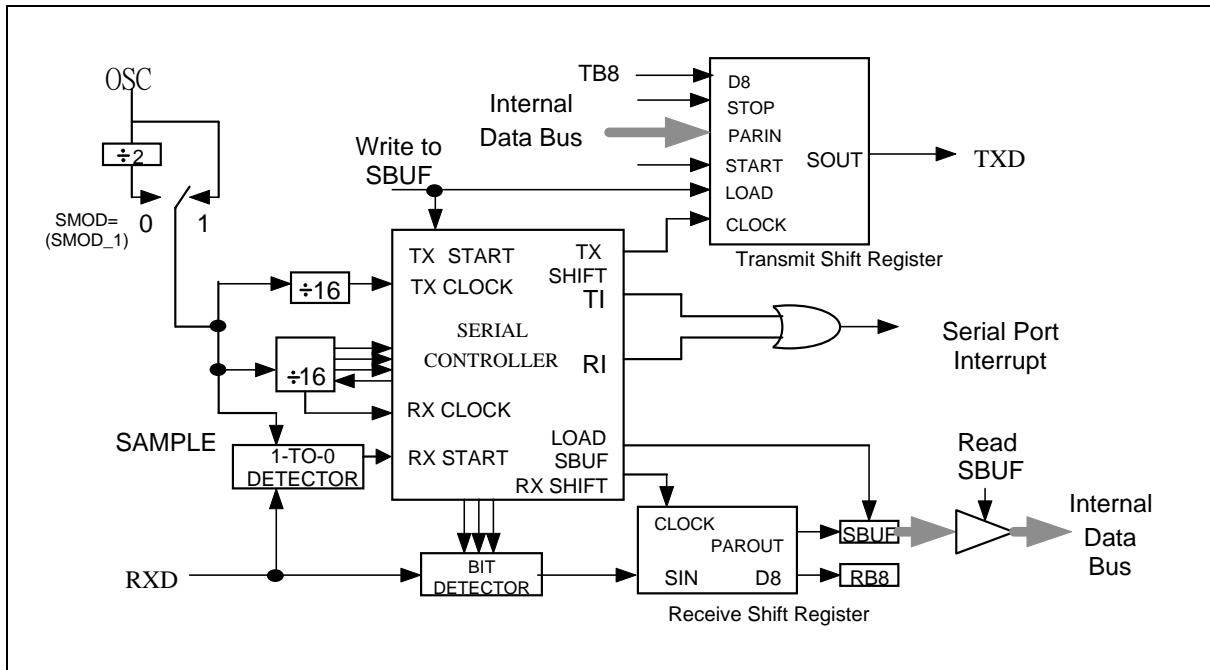 OSC
÷2
SMOD=
(SMOD_1)
0
1
Write to
SBUF
TB8
Internal
Data Bus
D8
STOP
PARIN
START
LOAD
CLOCK
SOUT
TXD
Transmit Shift Register
÷16
÷16
TX START
TX CLOCK
TX
SHIFT
TI
SERIAL
CONTROLLER
RI
RX CLOCK
RX START
LOAD
SBUF
RX SHIFT
Serial Port
Interrupt
SAMPLE
1-TO-0
DETECTOR
RXD
BIT
DETECTOR
CLOCK
PAROUT
SIN
D8
Receive Shift Register
SBUF
RB8
Read
SBUF
Internal
Data
Bus